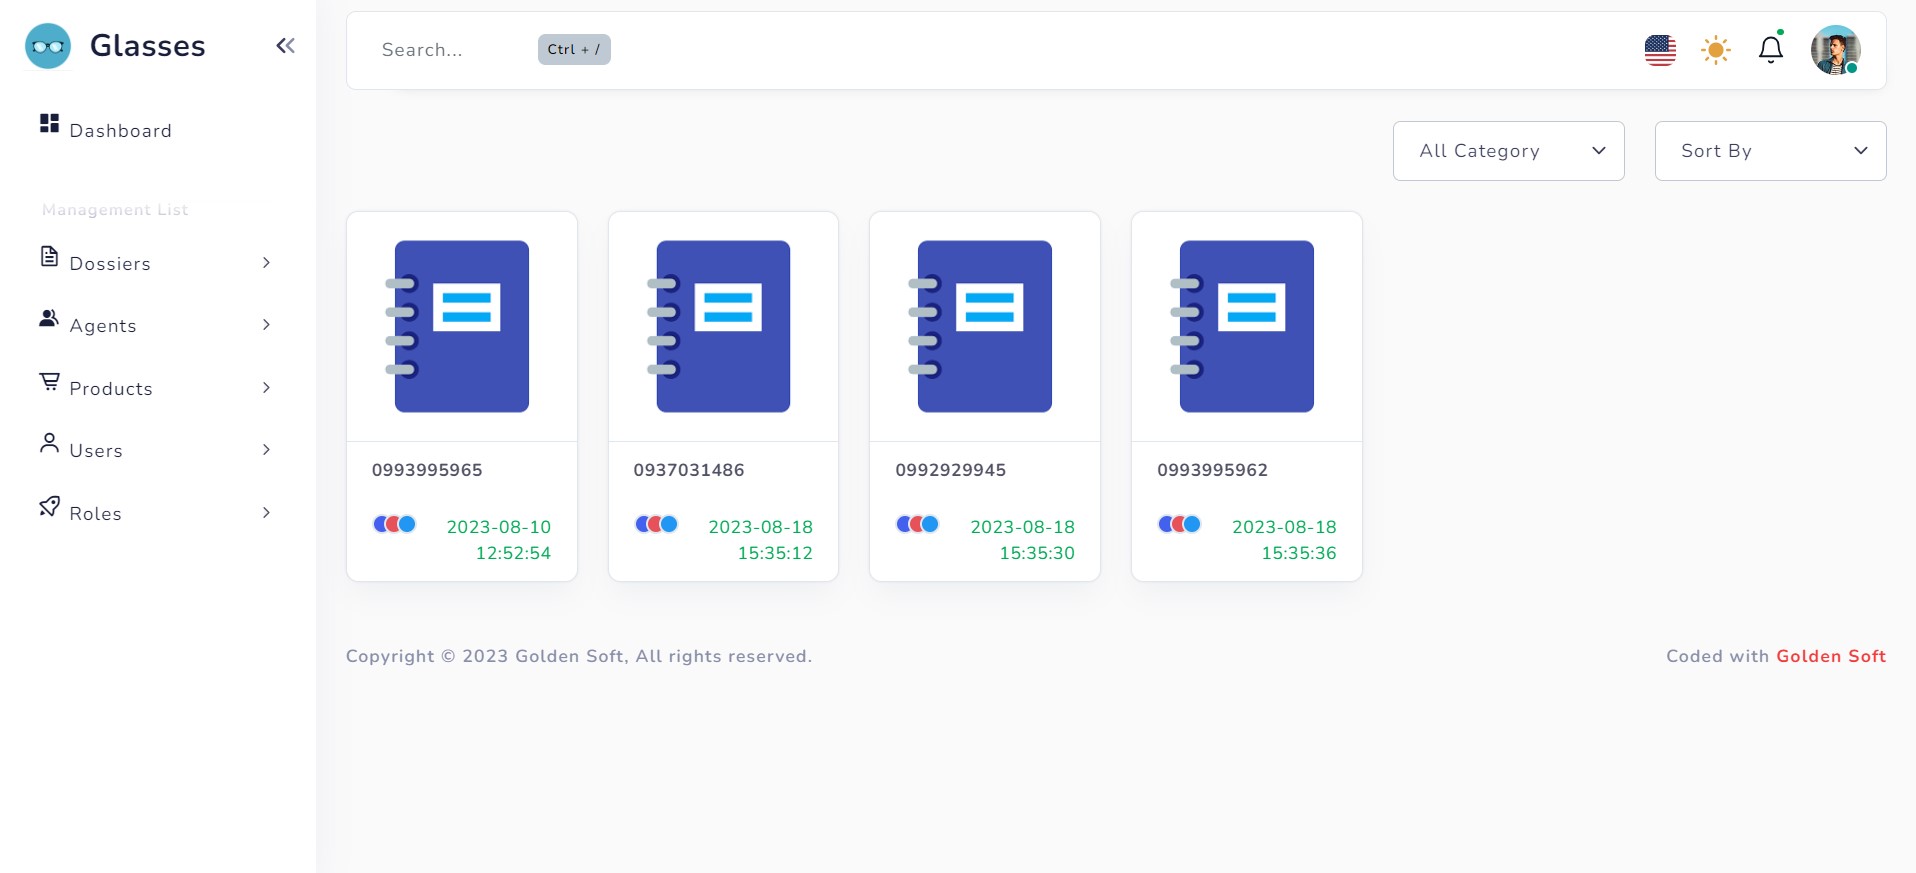 Glasses
Search...
Ctrl + /
Dashboard
Management List
Dossiers
Agents
Products
Users
Roles
All Category
Sort By
0993995965
2023-08-10
12:52:54
0937031486
2023-08-18
15:35:12
0992929945
2023-08-18
15:35:30
0993995962
2023-08-18
15:35:36
Copyright © 2023 Golden Soft, All rights reserved.
Coded with Golden Soft